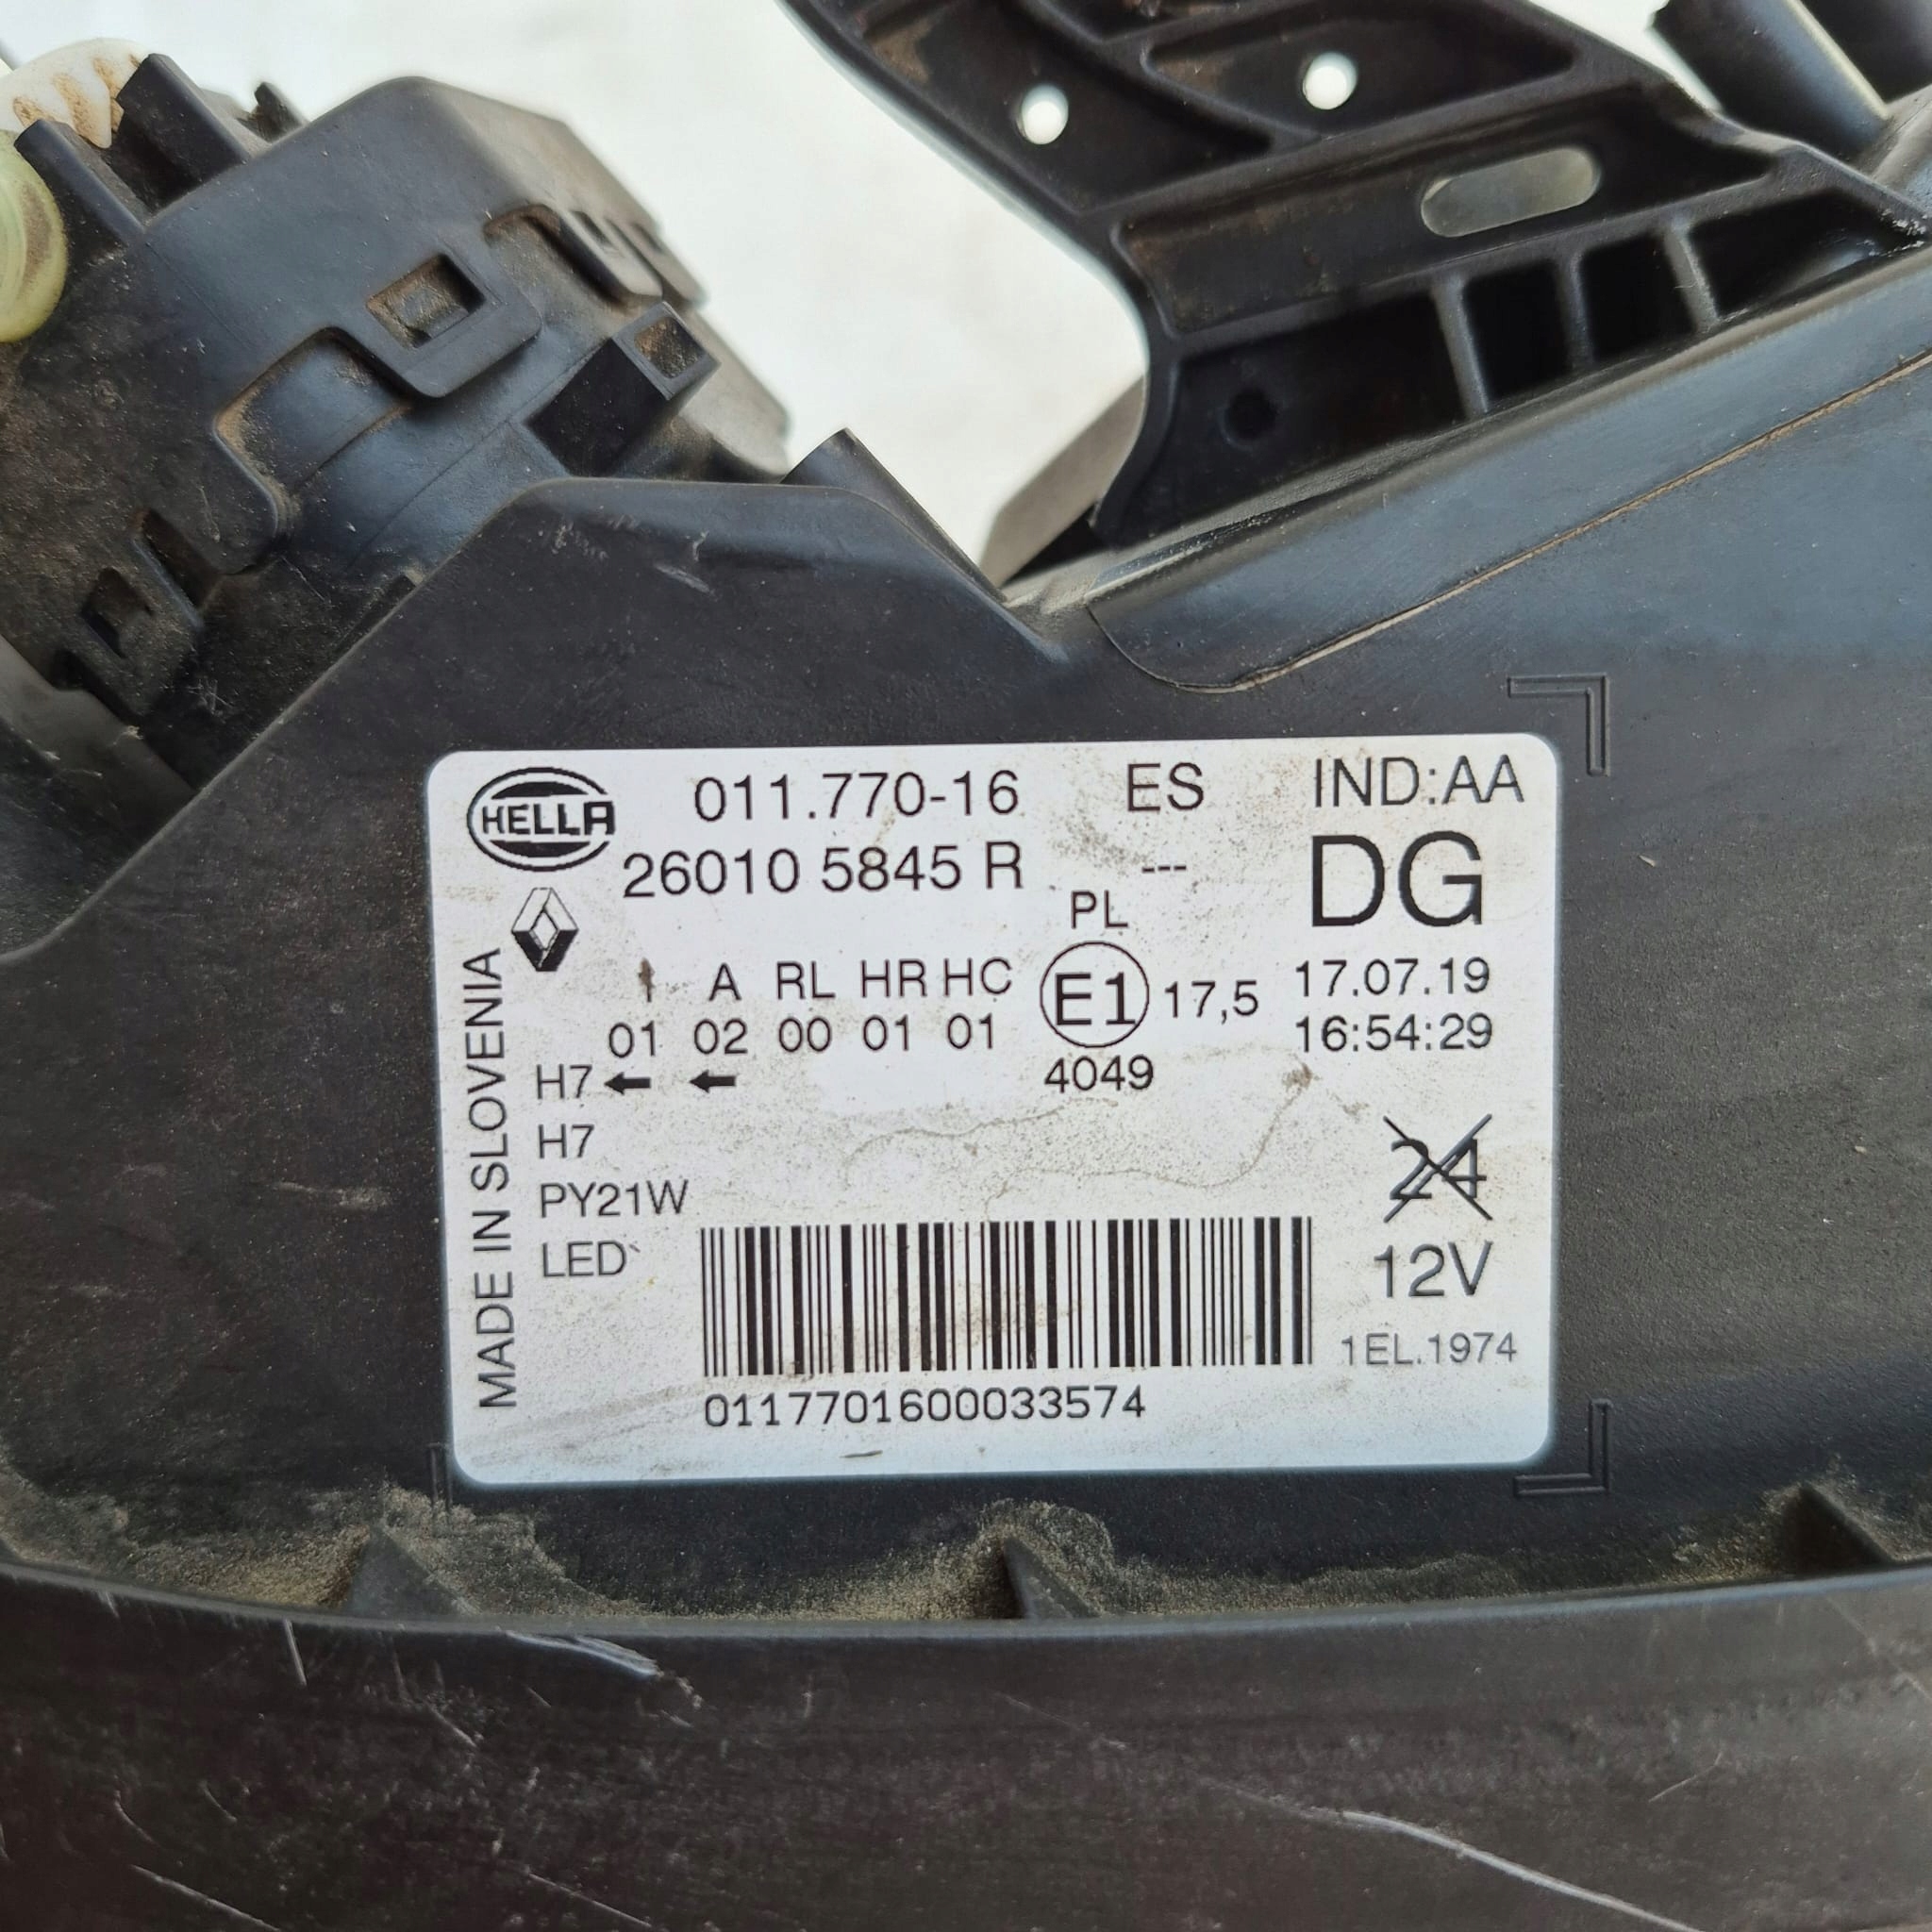 HELLA 011.770-16 ES IND:AA
26010 5845 R --- DG
PL
1 A RL HR HC E1 17,5 17.07.19
01 02 00 01 01 16:54:29
H7 ← ← 4049
H7
24
PY21W
LED
12V
1EL.1974
0117701600033574
MADE IN SLOVENIA